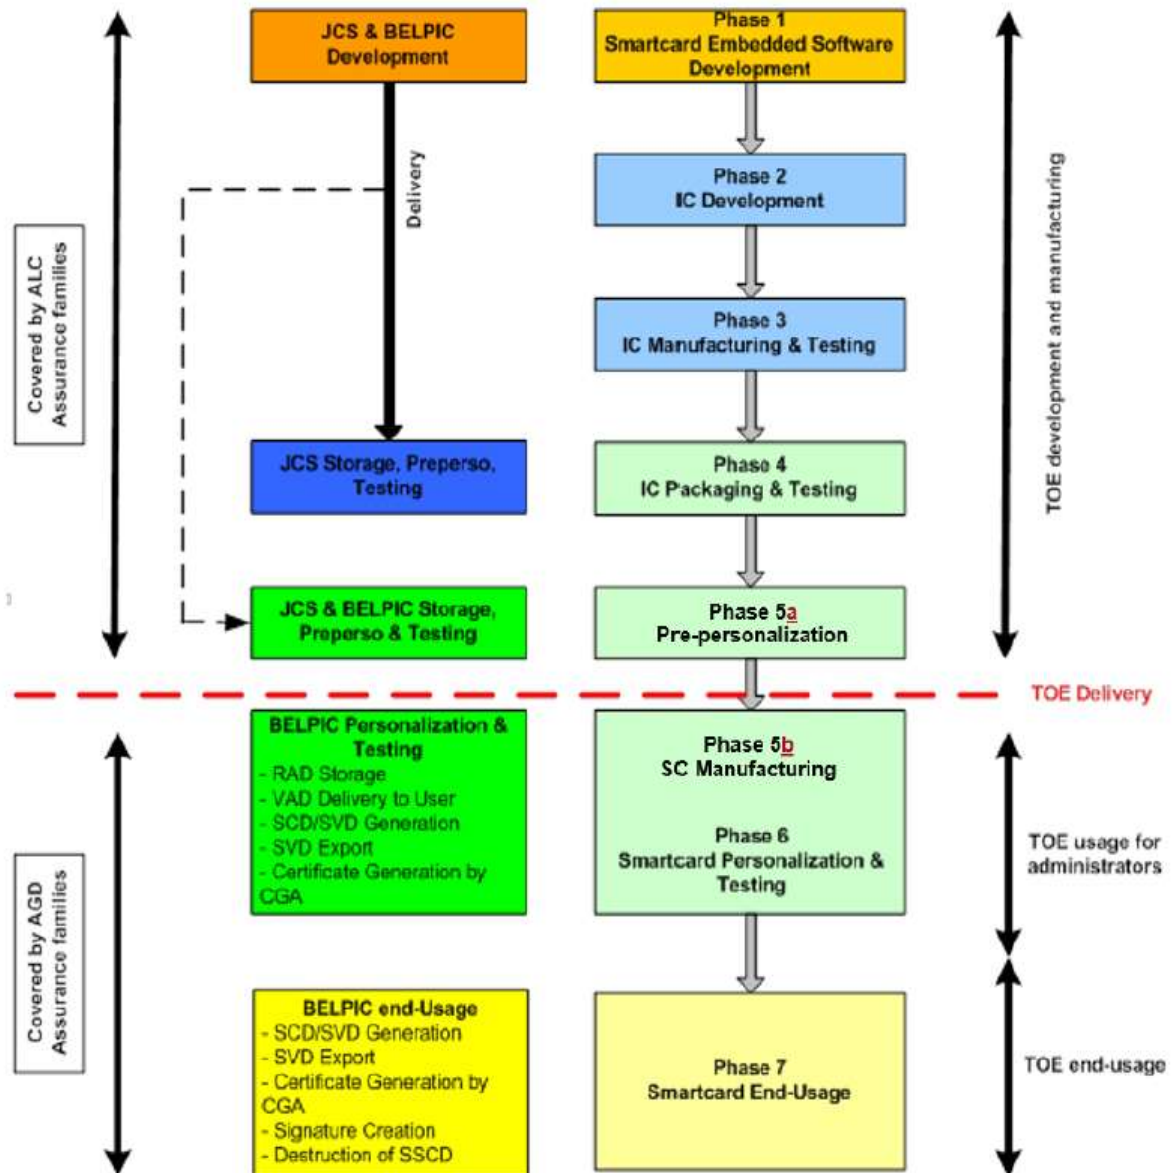 JCS & BELPIC
Development
Phase 1
Smartcard Embedded Software
Development
Delivery
Phase 2
IC Development
Covered by ALC
Assurance families
TOE development and manufacturing
Phase 3
IC Manufacturing & Testing
JCS Storage, Preperso,
Testing
Phase 4
IC Packaging & Testing
JCS & BELPIC Storage,
Preperso & Testing
Phase 5a
Pre-personalization
TOE Delivery
BELPIC Personalization &
Testing
- RAD Storage
- VAD Delivery to User
- SCD/SVD Generation
- SVD Export
- Certificate Generation by
CGA
Phase 5b
SC Manufacturing
Phase 6
Smartcard Personalization &
Testing
TOE usage for
administrators
Covered by AGD
Assurance families
BELPIC end-Usage
- SCD/SVD Generation
- SVD Export
- Certificate Generation by
CGA
- Signature Creation
- Destruction of SSCD
Phase 7
Smartcard End-Usage
TOE end-usage